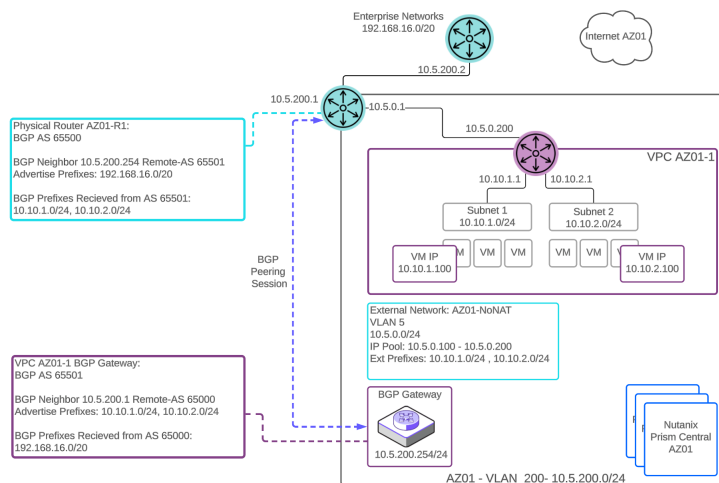 Enterprise Networks
192.168.16.0/20
Internet AZ01
10.5.200.2
10.5.200.1
10.5.0.1
10.5.0.200
Physical Router AZ01-R1:
BGP AS 65500
BGP Neighbor 10.5.200.254 Remote-AS 65501
Advertise Prefixes: 192.168.16.0/20
BGP Prefixes Recieved from AS 65501:
10.10.1.0/24, 10.10.2.0/24
VPC AZ01-1
10.10.1.1
10.10.2.1
Subnet 1
10.10.1.0/24
Subnet 2
10.10.2.0/24
VM
VM
VM
VM
VM
VM IP
10.10.1.100
VM IP
10.10.2.100
BGP
Peering
Session
External Network: AZ01-NoNAT
VLAN 5
10.5.0.0/24
IP Pool: 10.5.0.100 - 10.5.0.200
Ext Prefixes: 10.10.1.0/24 , 10.10.2.0/24
VPC AZ01-1 BGP Gateway:
BGP AS 65501
BGP Neighbor 10.5.200.1 Remote-AS 65000
Advertise Prefixes: 10.10.1.0/24, 10.10.2.0/24
BGP Prefixes Recieved from AS 65000:
192.168.16.0/20
BGP Gateway
10.5.200.254/24
Nutanix
Prism Central
AZ01
AZ01 - VLAN 200- 10.5.200.0/24